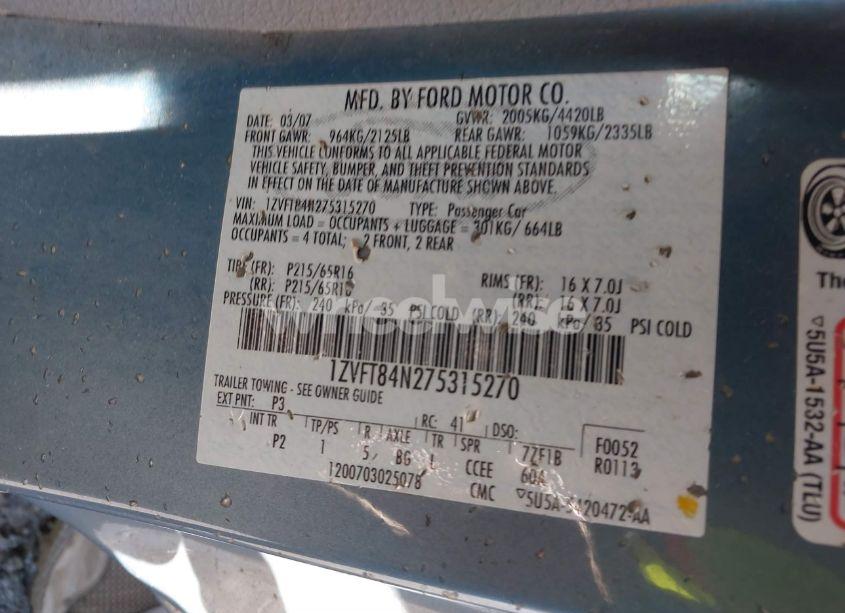 MFD. BY FORD MOTOR CO.
DATE: 03/07 GVWR: 2005KG/4420LB
FRONT GAWR: 964KG/2125LB REAR GAWR: 1059KG/2335LB
THIS VEHICLE CONFORMS TO ALL APPLICABLE FEDERAL MOTOR
VEHICLE SAFETY, BUMPER, AND THEFT PREVENTION STANDARDS
IN EFFECT ON THE DATE OF MANUFACTURE SHOWN ABOVE.
VIN: 1ZVFT84N275315270 TYPE: Passenger Car
MAXIMUM LOAD = OCCUPANTS + LUGGAGE = 301KG/ 664LB
OCCUPANTS = 4 TOTAL; 2 FRONT, 2 REAR
TIRE (FR): P215/65R16 RIMS (FR): 16 X 7.0J
(RR): P215/65R16 (RR): 16 X 7.0J
PRESSURE (FR): 240 kPa/ 35 PSI COLD (RR): 240 kPa/ 35 PSI COLD
wheelwise
1ZVFT84N275315270
TRAILER TOWING - SEE OWNER GUIDE
EXT PNT: P3 RC: 41 DSO:
INT TR TP/PS R AXLE TR SPR F0052
P2 1 5 BG L CCEE 7ZF1B R0113
1200703025078 60A
CMC
The
5U5A-1532-AA (TLU)